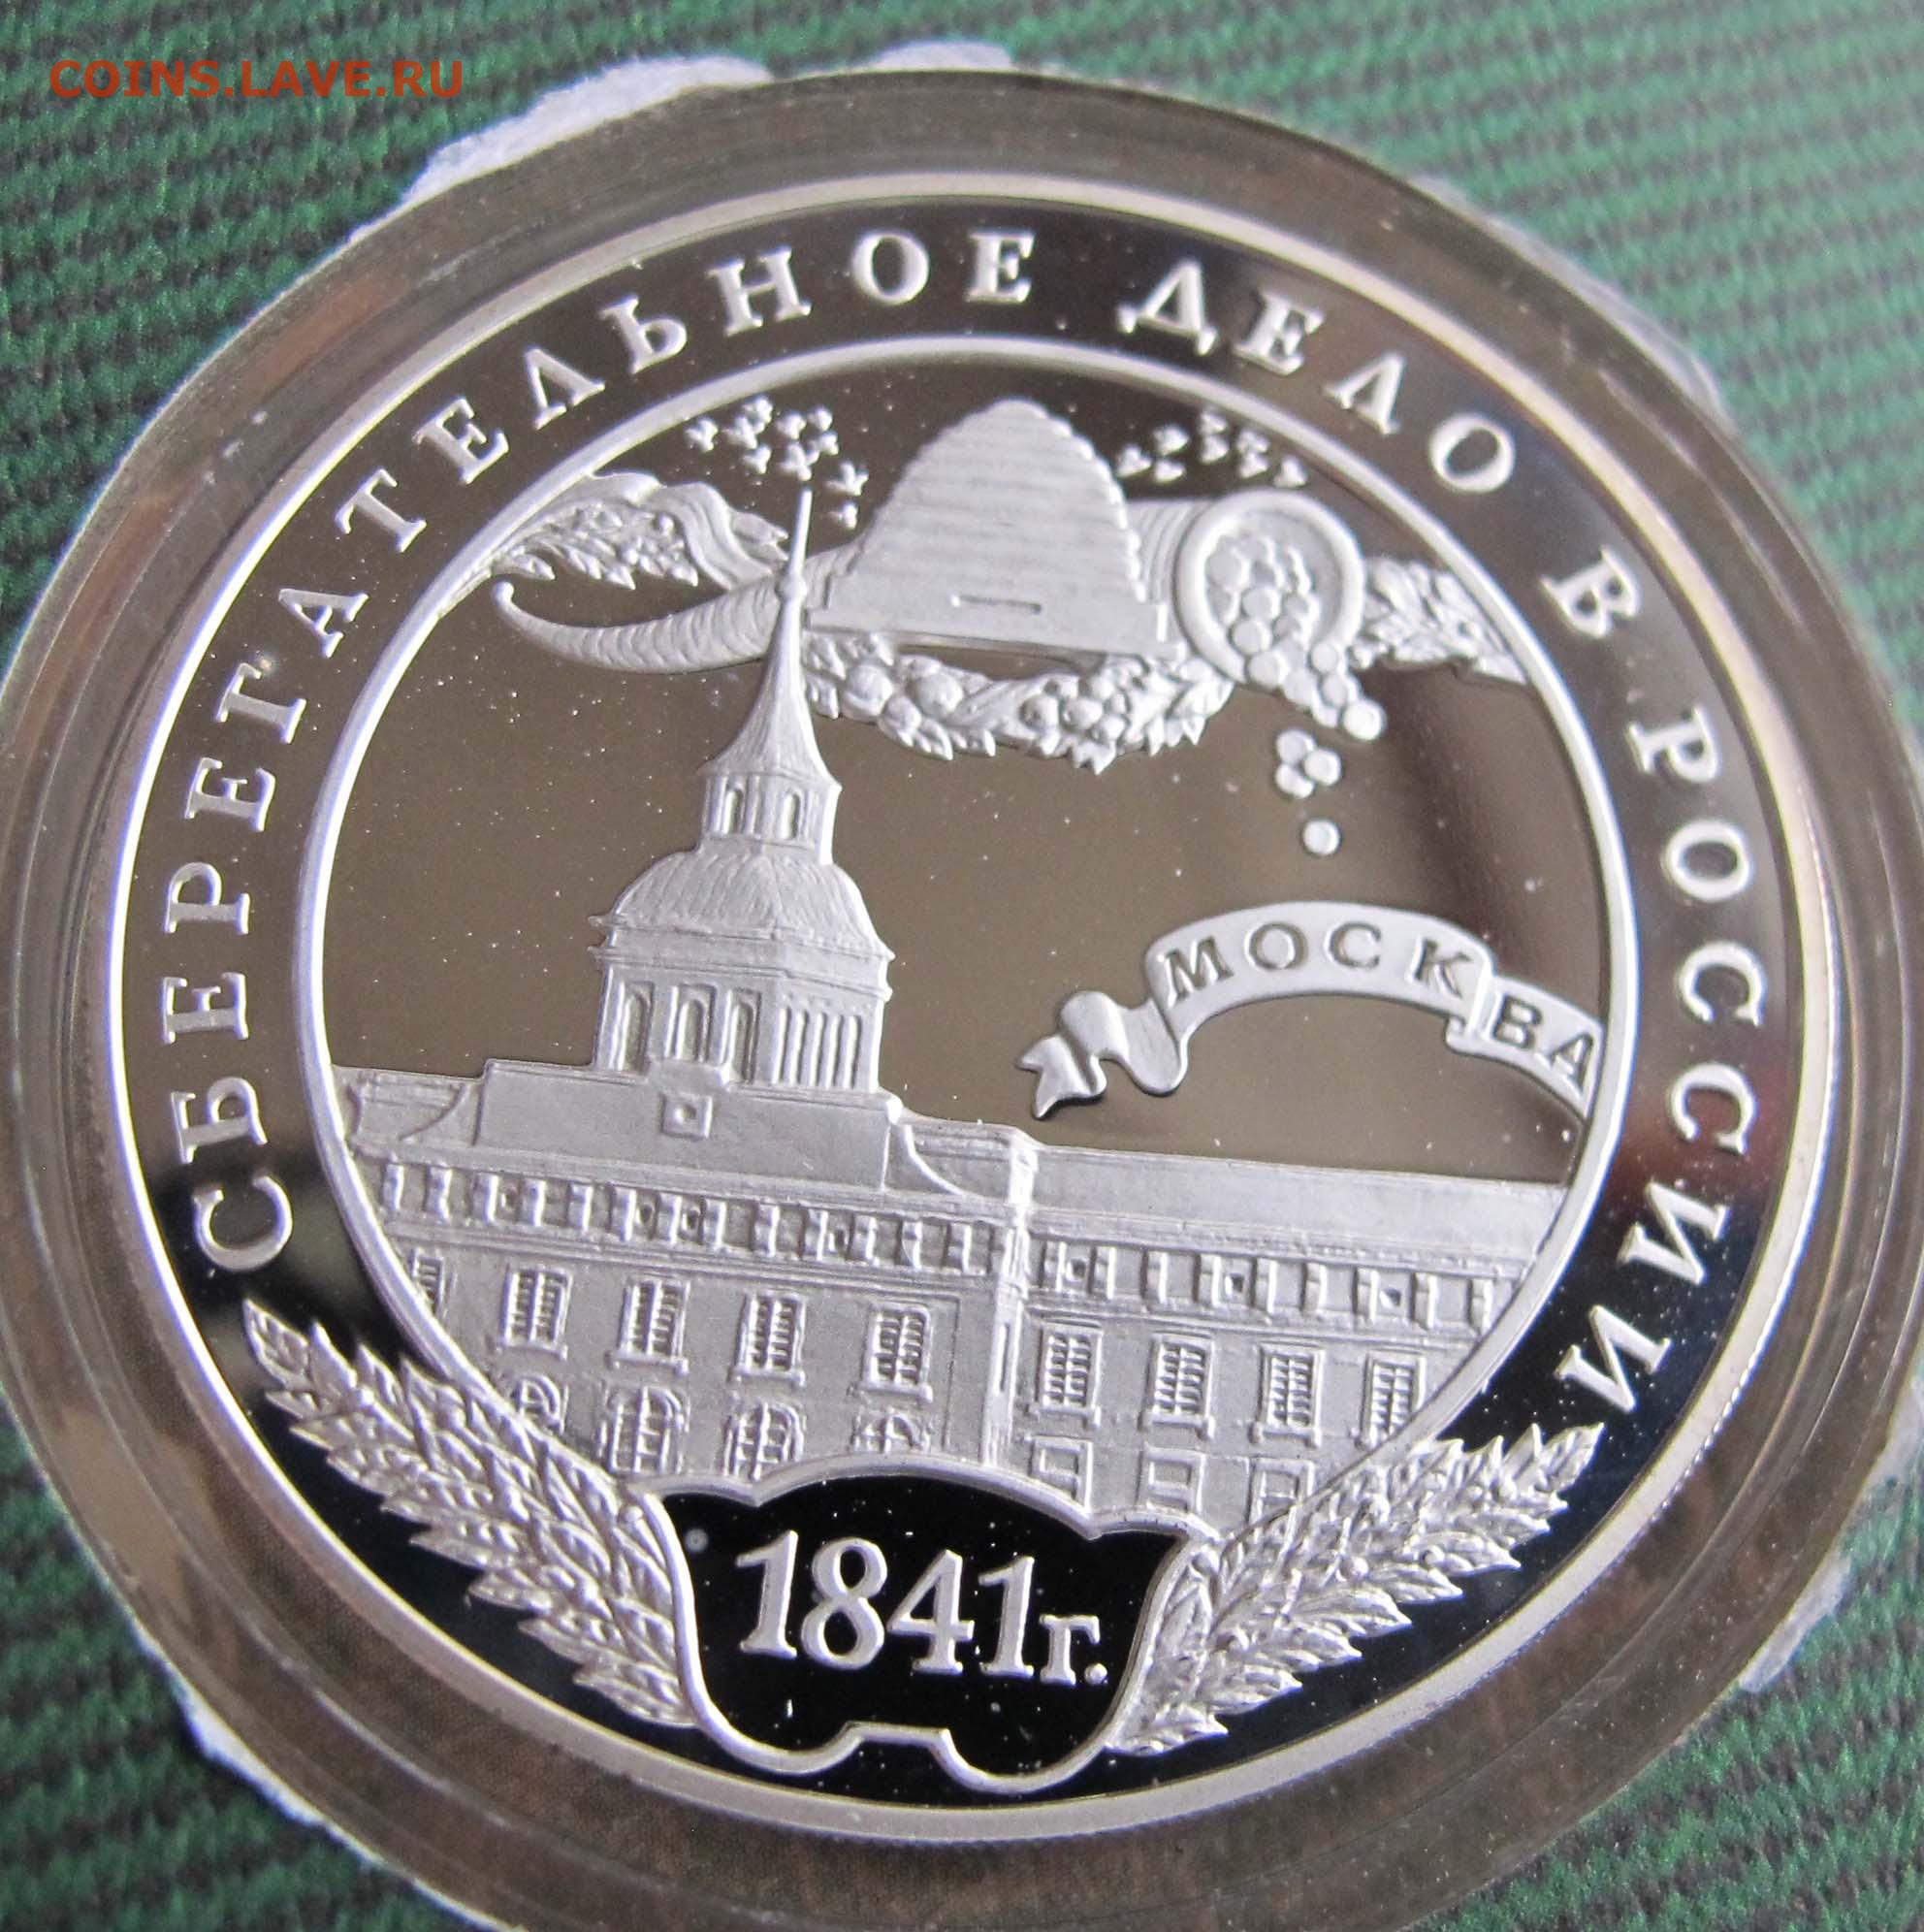 COINS.LAVE.RU
СБЕРЕГАТЕЛЬНОЕ ДЕЛО В РОССИИ
МОСКВА
1841г.